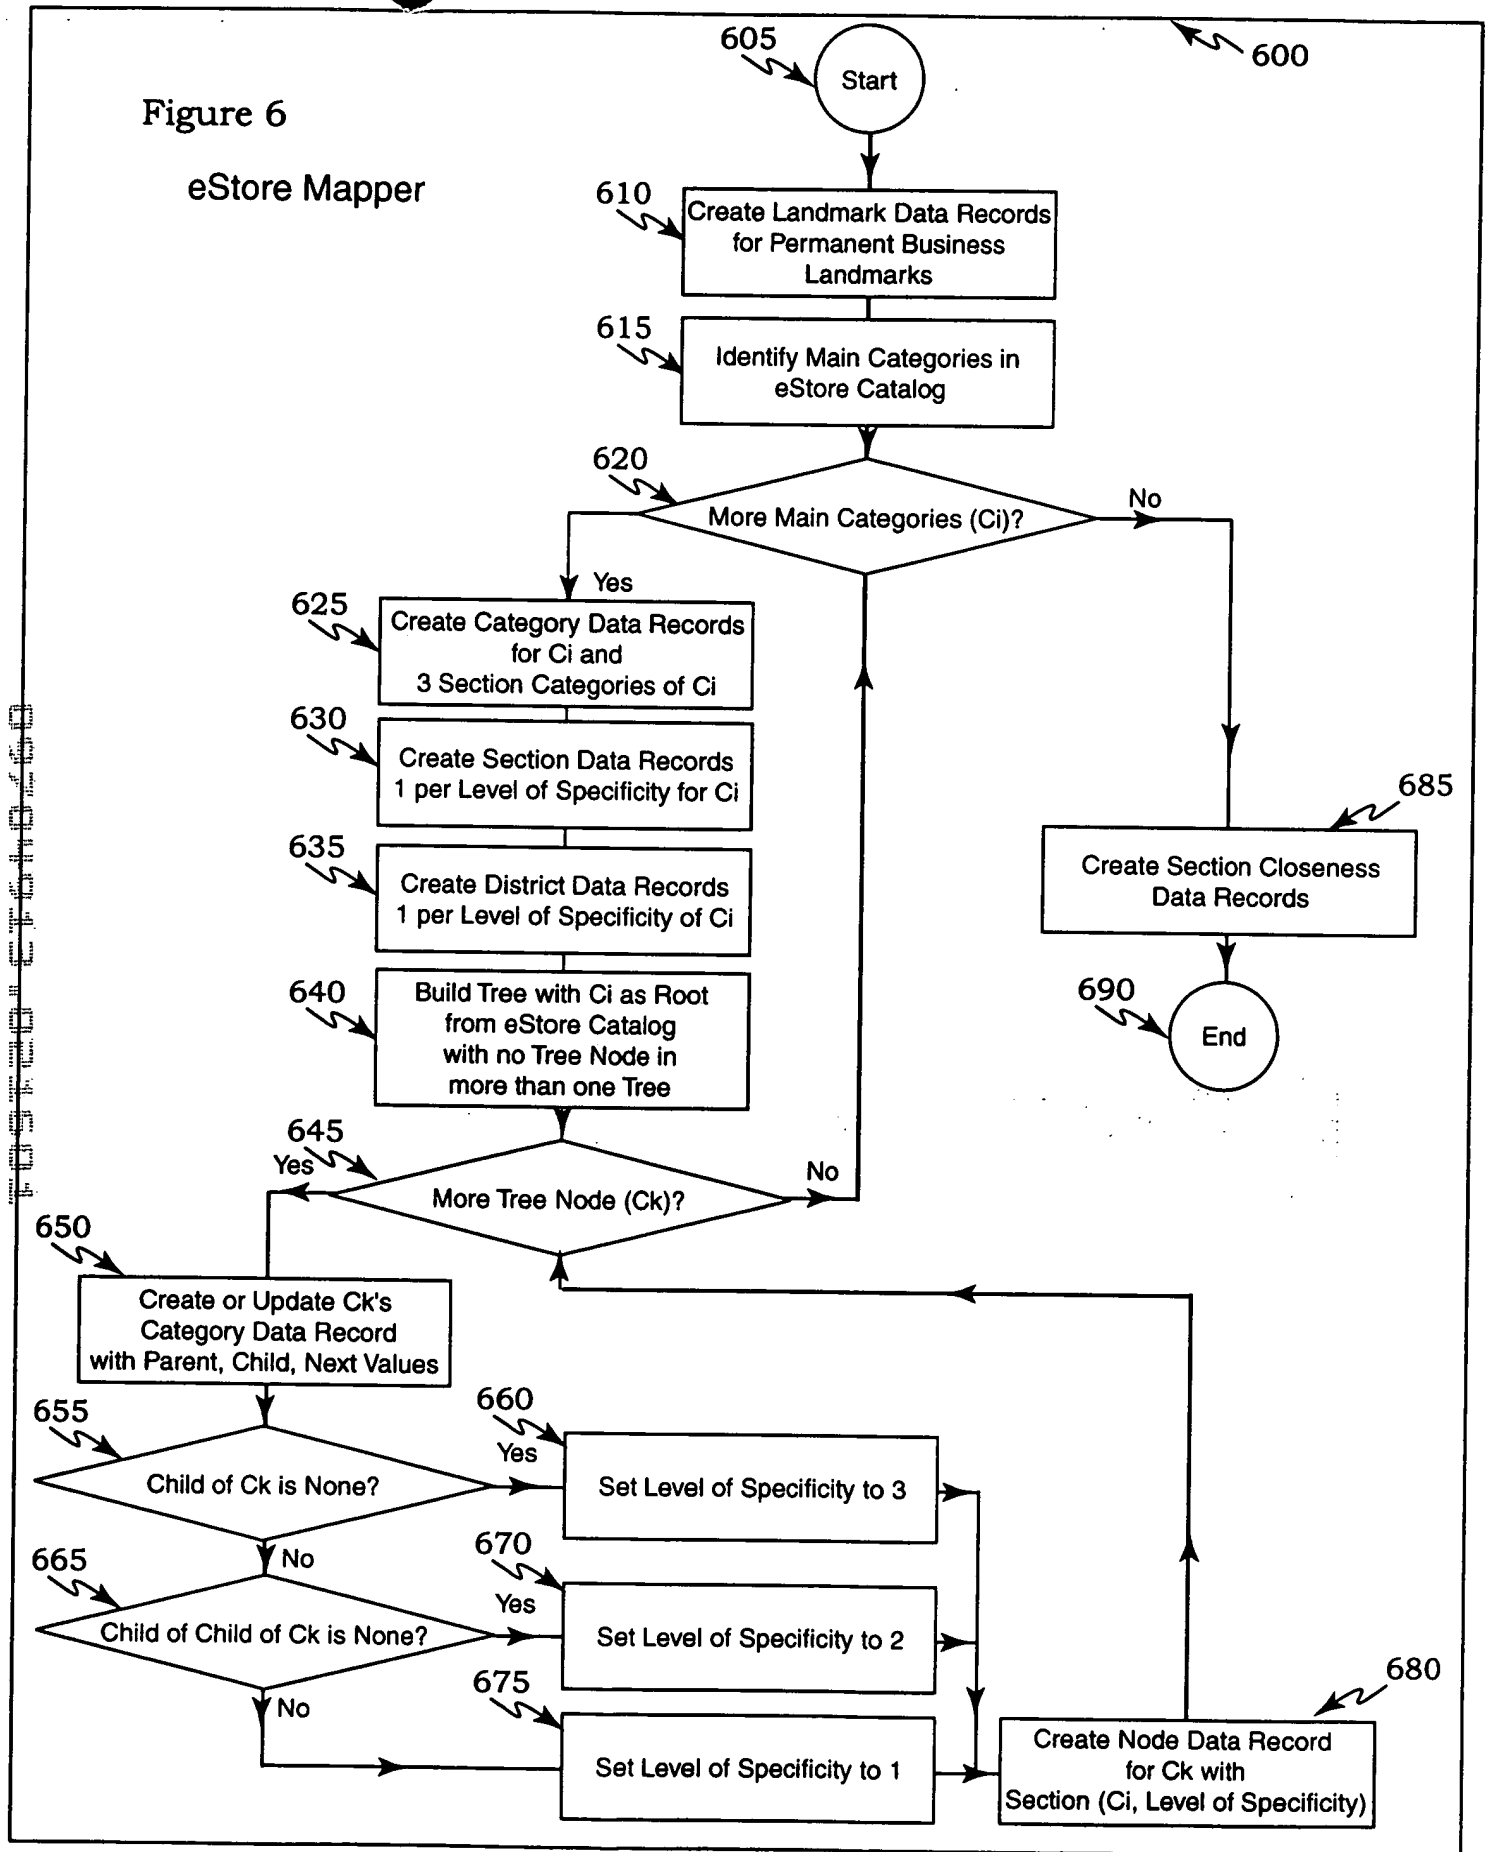 605
Start
600
Figure 6
eStore Mapper
610
Create Landmark Data Records
for Permanent Business
Landmarks
615
Identify Main Categories in
eStore Catalog
620
More Main Categories (Ci)?
No
Yes
625
Create Category Data Records
for Ci and
3 Section Categories of Ci
630
Create Section Data Records
1 per Level of Specificity for Ci
635
Create District Data Records
1 per Level of Specificity of Ci
685
Create Section Closeness
Data Records
640
Build Tree with Ci as Root
from eStore Catalog
with no Tree Node in
more than one Tree
690
End
645
Yes
More Tree Node (Ck)?
No
650
Create or Update Ck's
Category Data Record
with Parent, Child, Next Values
655
Child of Ck is None?
Yes
660
Set Level of Specificity to 3
No
665
Child of Child of Ck is None?
Yes
670
Set Level of Specificity to 2
No
675
Set Level of Specificity to 1
680
Create Node Data Record
for Ck with
Section (Ci, Level of Specificity)